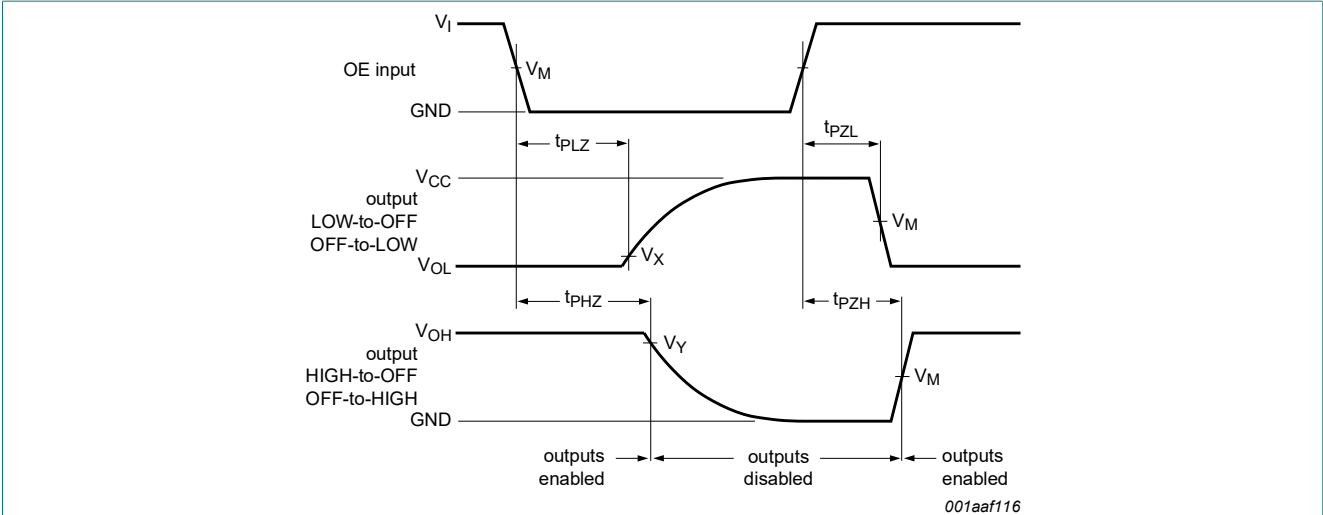 VI
OE input
VM
GND
tPLZ
tPZL
VCC
output
LOW-to-OFF
OFF-to-LOW
VM
VX
VOL
tPHZ
tPZH
VOH
output
HIGH-to-OFF
OFF-to-HIGH
VY
VM
GND
outputs
enabled
outputs
disabled
outputs
enabled
001aaf116